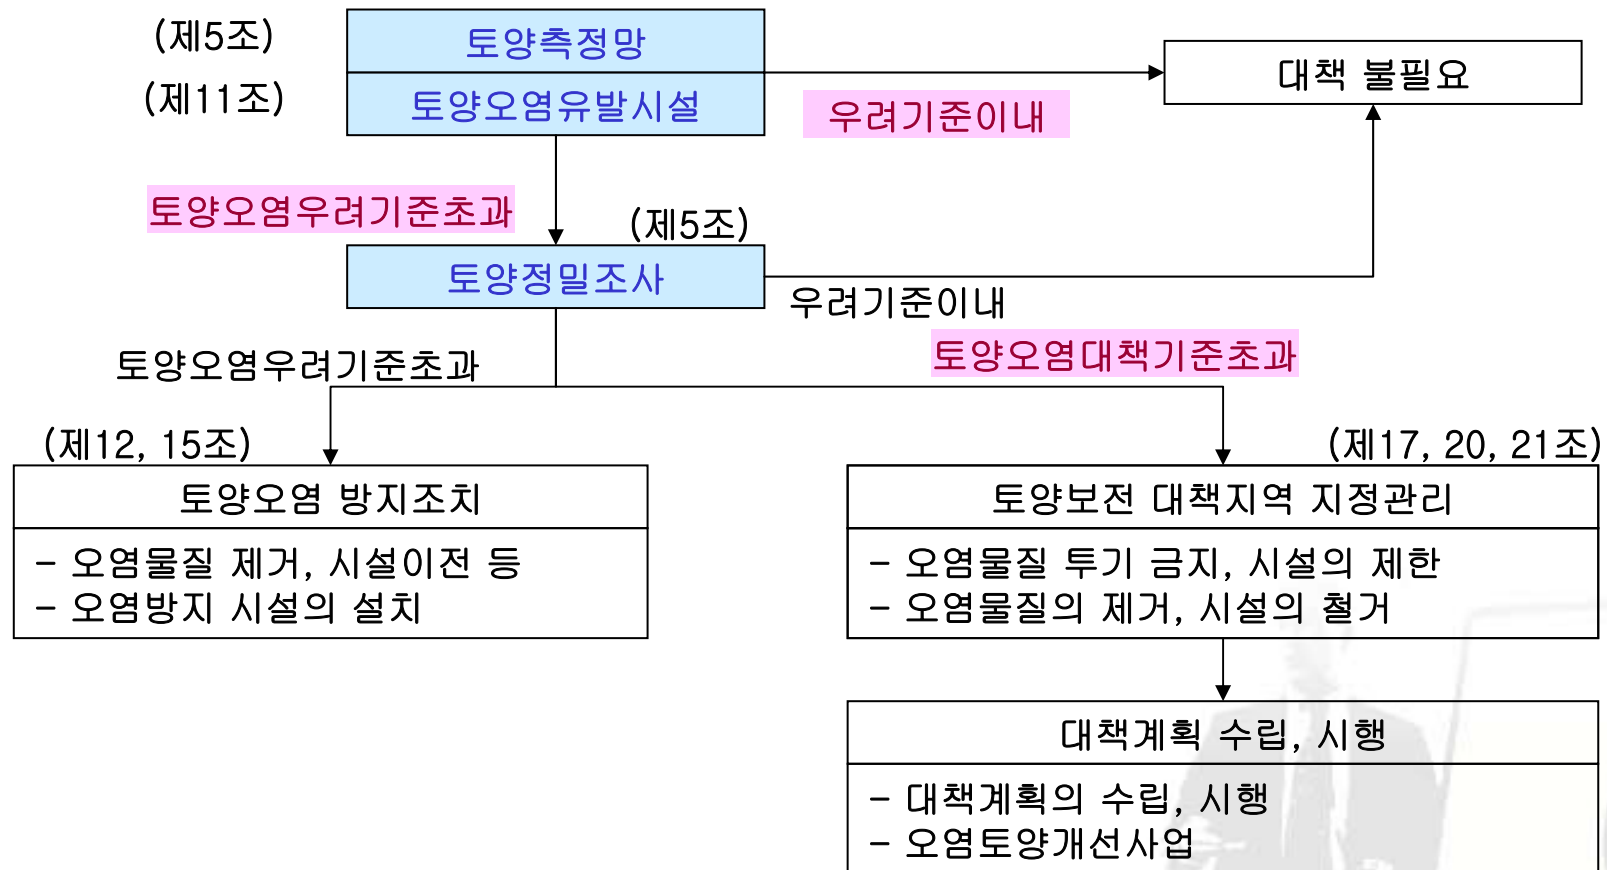 (제5조)
토양측정망
대책 불필요
(제11조)
토양오염유발시설
우려기준이내
토양오염우려기준초과
(제5조)
토양정밀조사
우려기준이내
토양오염우려기준초과
토양오염대책기준초과
(제12, 15조)
토양오염 방지조치
- 오염물질 제거, 시설이전 등
- 오염방지 시설의 설치
(제17, 20, 21조)
토양보전 대책지역 지정관리
- 오염물질 투기 금지, 시설의 제한
- 오염물질의 제거, 시설의 철거
대책계획 수립, 시행
- 대책계획의 수립, 시행
- 오염토양개선사업